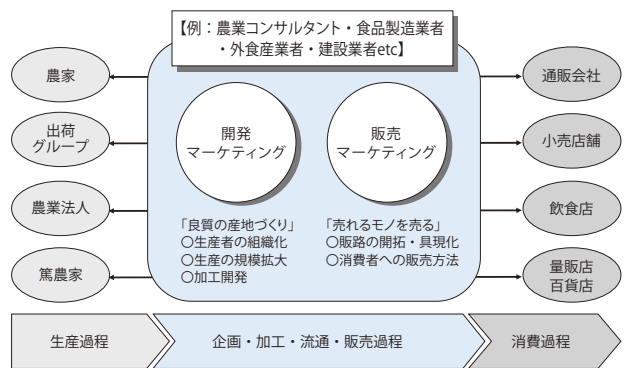 【例：農業コンサルタント・食品製造業者
・外食産業者・建設業者etc】
農家
出荷
グループ
農業法人
篤農家
開発
マーケティング
販売
マーケティング
「良質の産地づくり」
○生産者の組織化
○生産の規模拡大
○加工開発
「売れるモノを売る」
○販路の開拓・具現化
○消費者への販売方法
通販会社
小売店舗
飲食店
量販店
百貨店
生産過程
企画・加工・流通・販売過程
消費過程